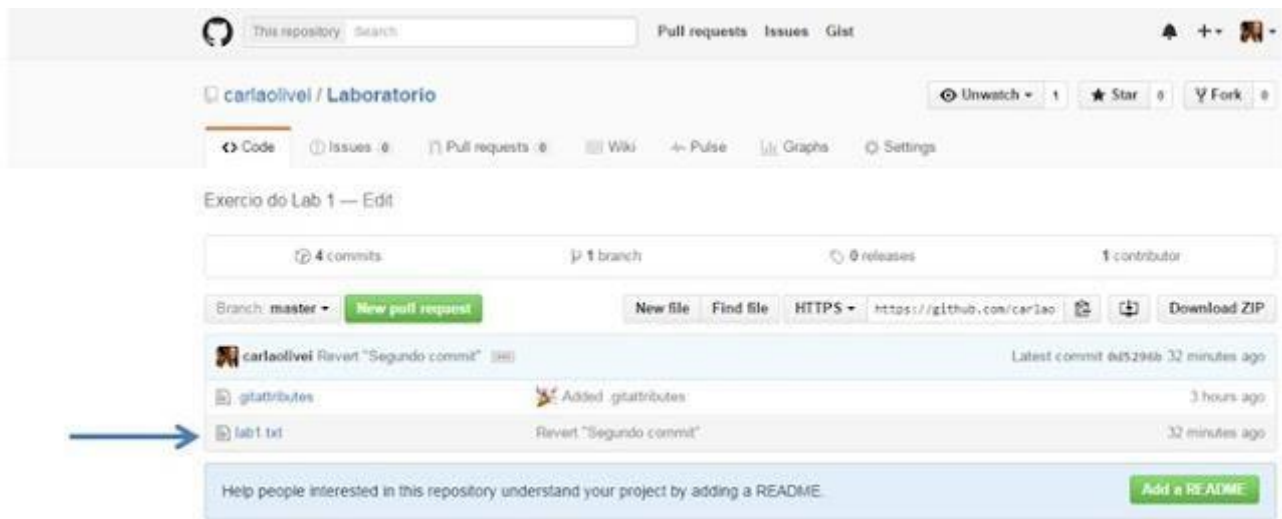 This repository Search Pull requests Issues Gist
carlaolivei / Laboratorio Unwatch 1 Star 0 Fork 0
Code Issues 0 Pull requests 0 Wiki Pulse Graphs Settings
Exercio do Lab 1 — Edit
4 commits 1 branch 0 releases 1 contributor
Branch: master New pull request New file Find file HTTPS https://github.com/carlao Download ZIP
carlaolivei Revert "Segundo commit" Latest commit 0d5296b 32 minutes ago
.gitattributes Added .gitattributes 3 hours ago
lab1.txt Revert "Segundo commit" 32 minutes ago
Help people interested in this repository understand your project by adding a README. Add a README